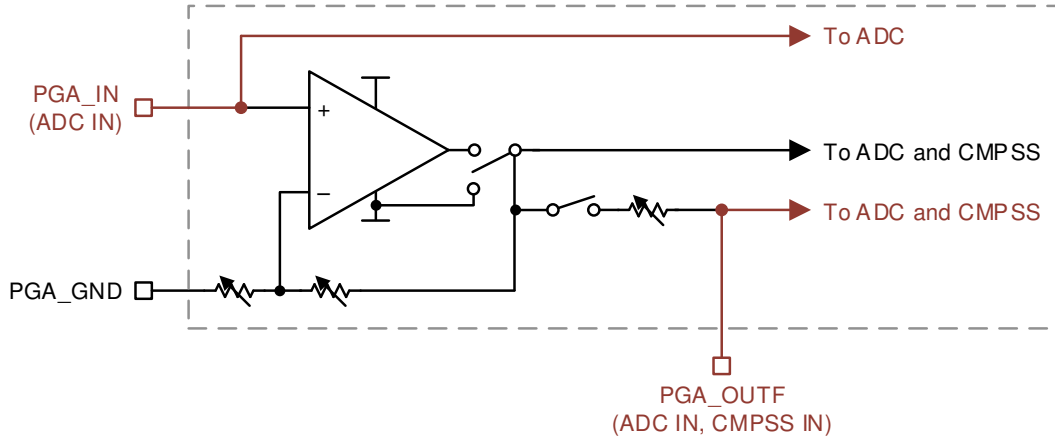 To ADC
PGA_IN
(ADC IN)
+
To ADC and CMPSS
−
To ADC and CMPSS
PGA_GND
PGA_OUTF
(ADC IN, CMPSS IN)